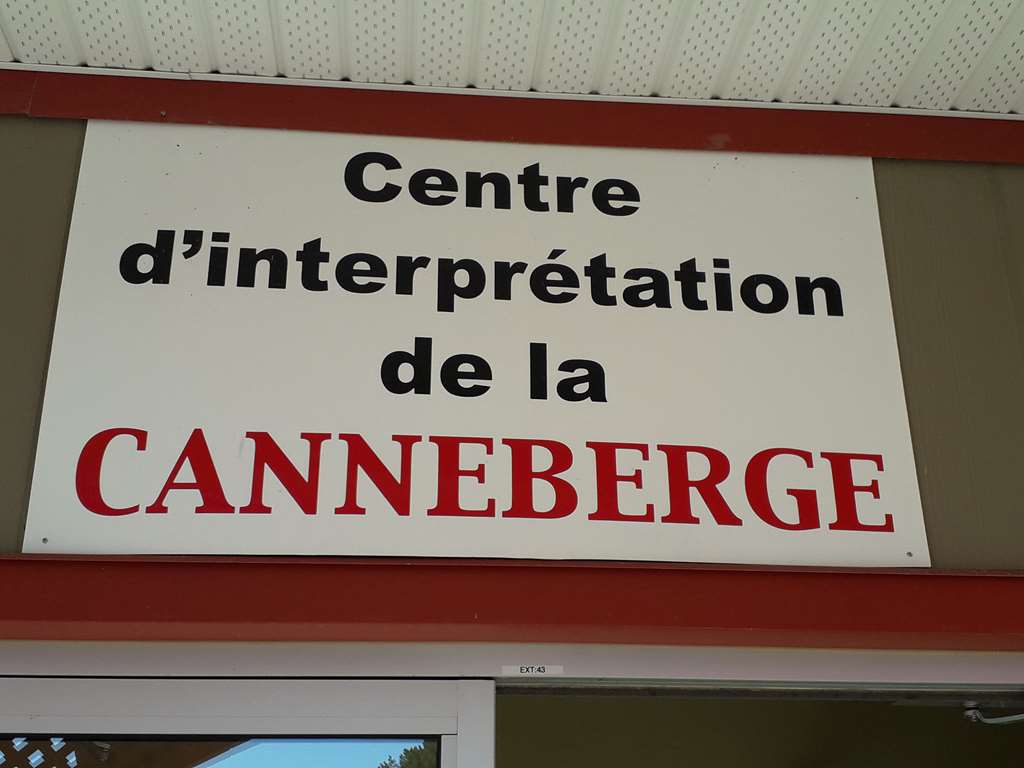 Centre
d'interprétation
de la
CANNEBERGE
EXT:43